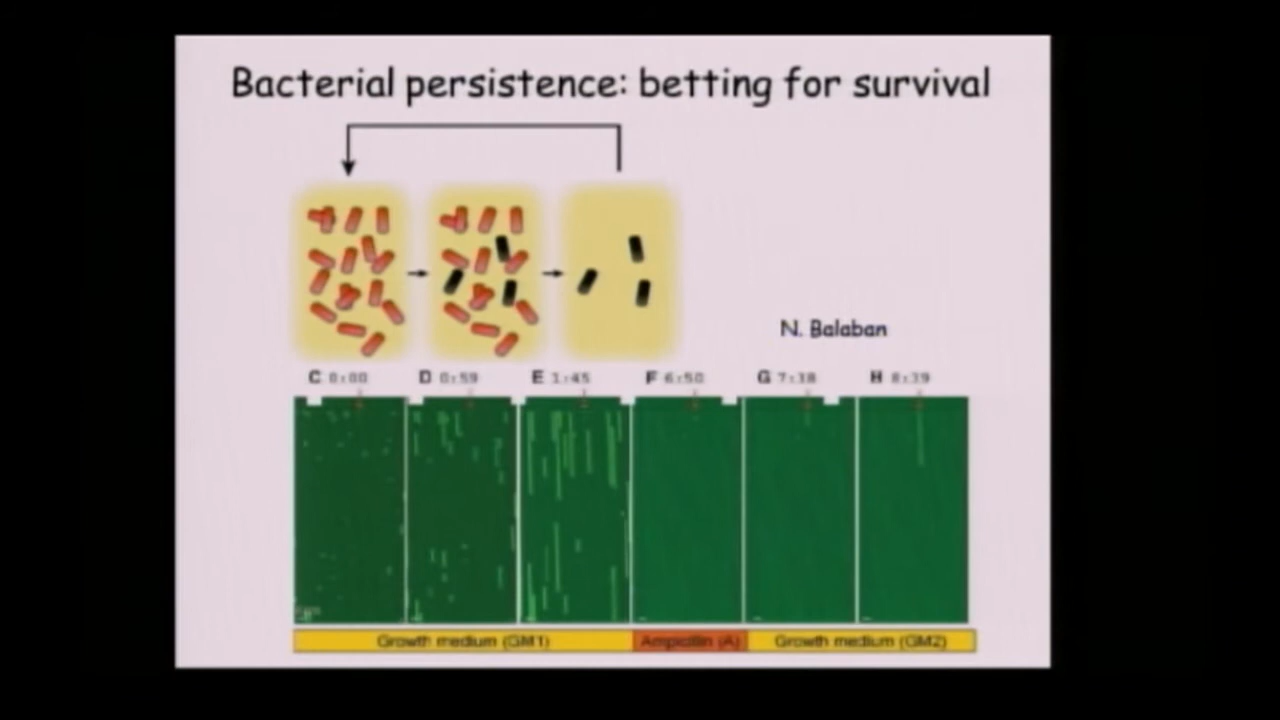 Bacterial persistence: betting for survival
N. Balaban
C 0:00 D 0:59 E 1:45 F 6:50 G 7:38 H 8:39
Growth medium (GM1) Ampicillin (A) Growth medium (GM2)